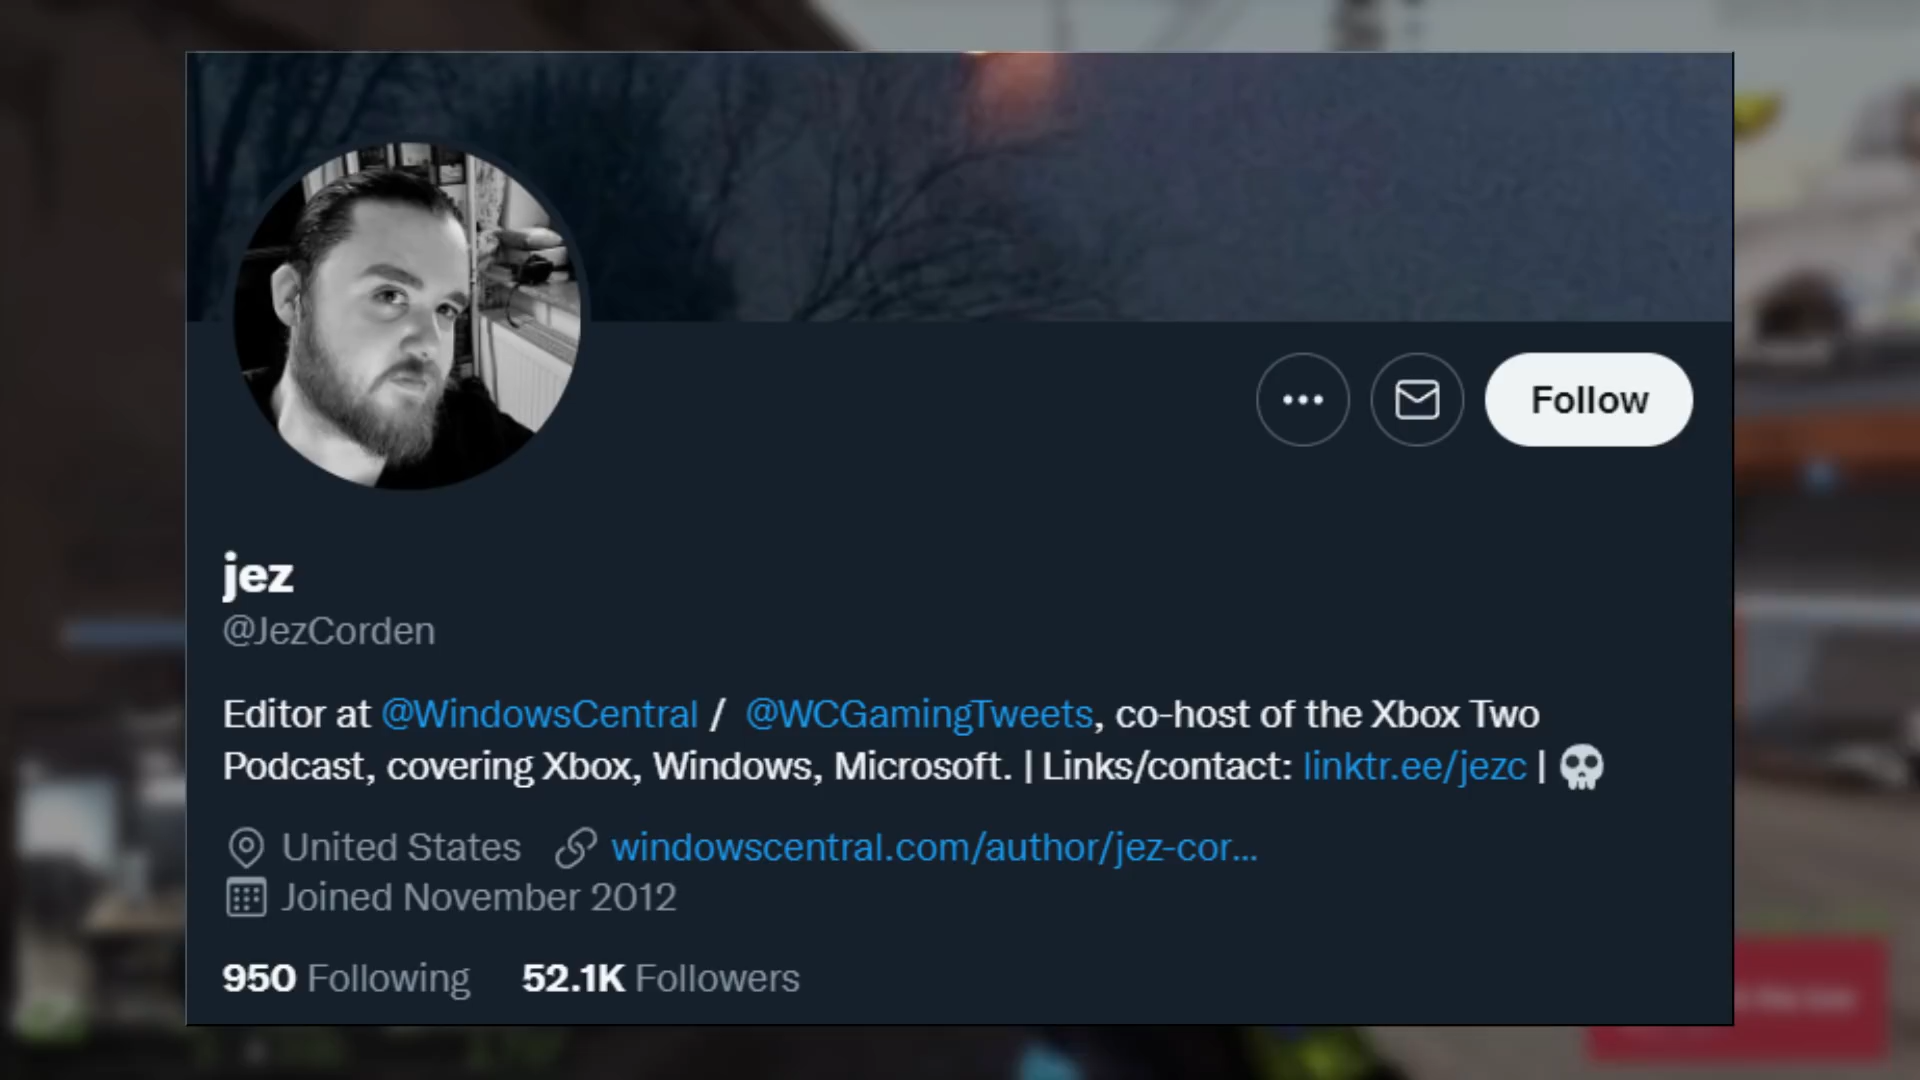 Follow
jez
@JezCorden
Editor at @WindowsCentral / @WCGamingTweets, co-host of the Xbox Two
Podcast, covering Xbox, Windows, Microsoft. | Links/contact: linktr.ee/jezc | 💀
United States windowscentral.com/author/jez-cor...
Joined November 2012
950 Following 52.1K Followers